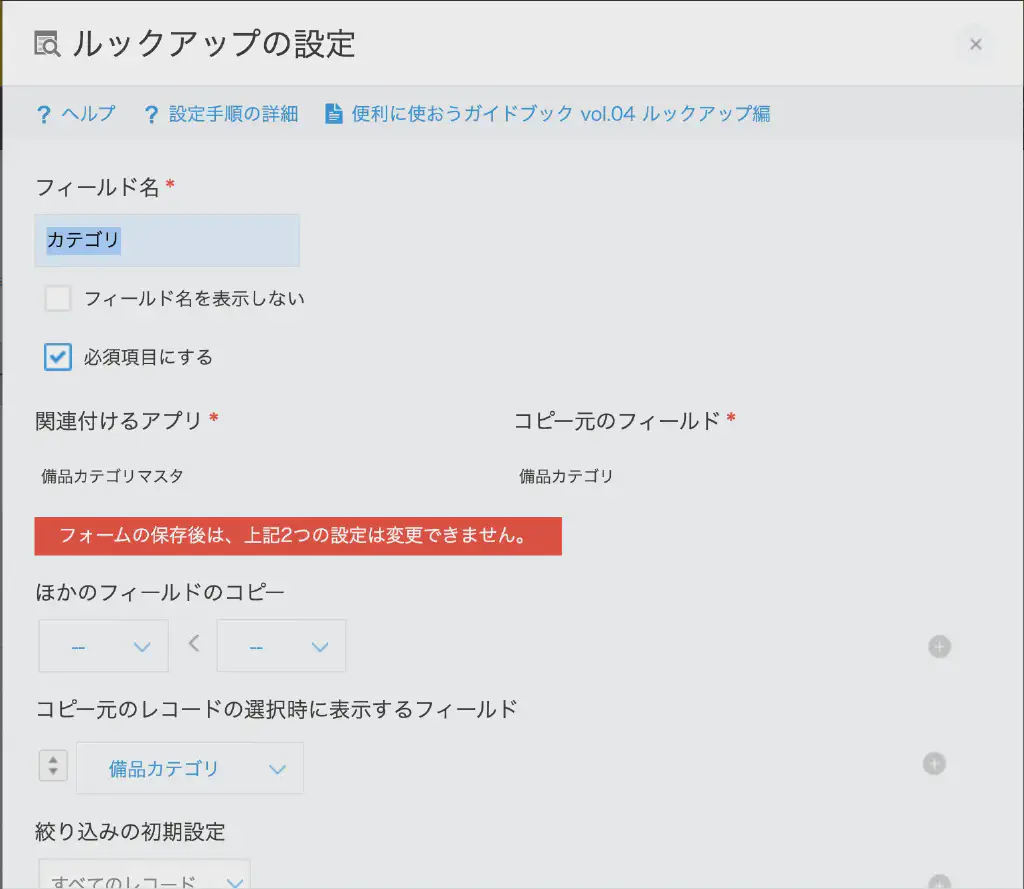 ルックアップの設定
? ヘルプ ? 設定手順の詳細 便利に使おうガイドブック vol.04 ルックアップ編
フィールド名 *
カテゴリ
フィールド名を表示しない
必須項目にする
関連付けるアプリ * コピー元のフィールド *
備品カテゴリマスタ 備品カテゴリ
フォームの保存後は、上記2つの設定は変更できません。
ほかのフィールドのコピー
-- < --
コピー元のレコードの選択時に表示するフィールド
備品カテゴリ
絞り込みの初期設定
すべてのレコード